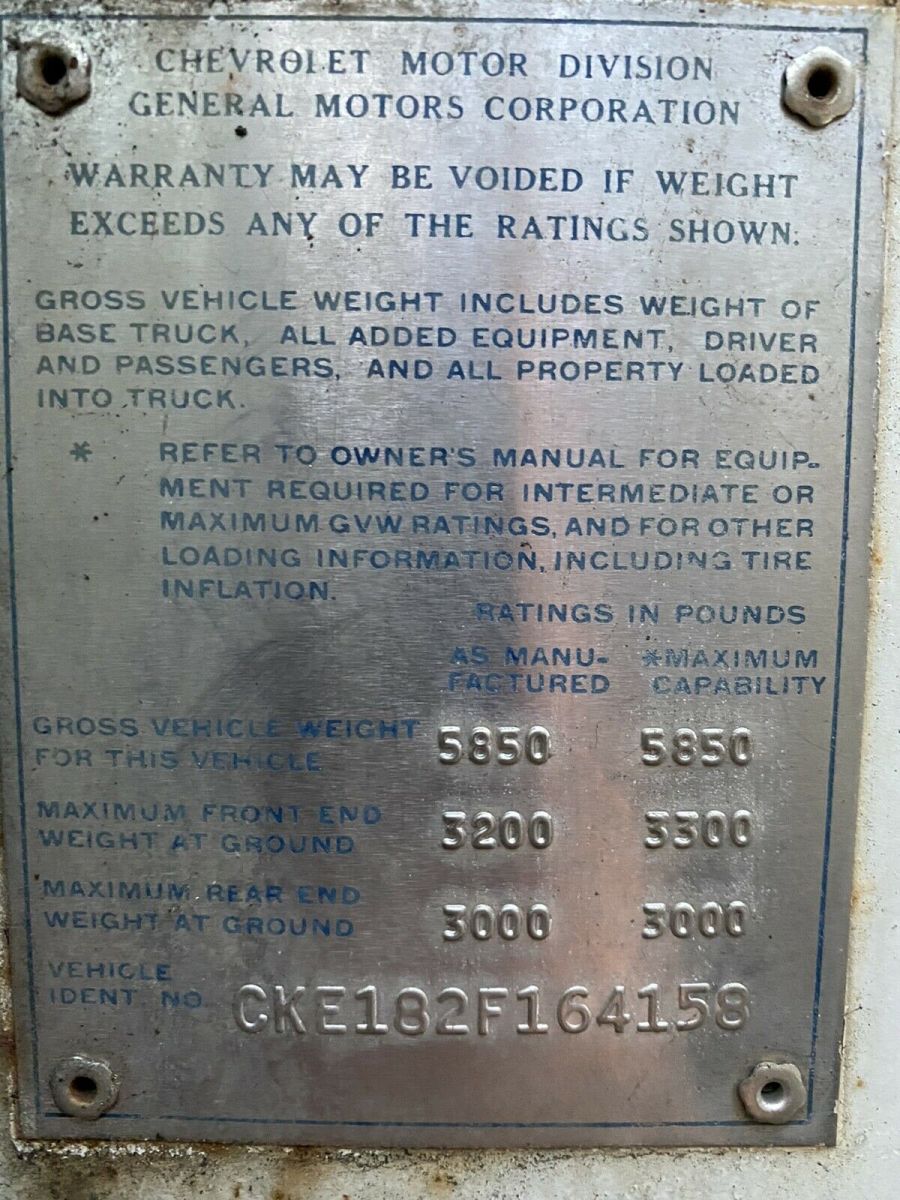 CHEVROLET MOTOR DIVISION
GENERAL MOTORS CORPORATION
WARRANTY MAY BE VOIDED IF WEIGHT
EXCEEDS ANY OF THE RATINGS SHOWN:
GROSS VEHICLE WEIGHT INCLUDES WEIGHT OF
BASE TRUCK, ALL ADDED EQUIPMENT, DRIVER
AND PASSENGERS, AND ALL PROPERTY LOADED
INTO TRUCK.
* REFER TO OWNER'S MANUAL FOR EQUIP-
MENT REQUIRED FOR INTERMEDIATE OR
MAXIMUM GVW RATINGS, AND FOR OTHER
LOADING INFORMATION, INCLUDING TIRE
INFLATION.
RATINGS IN POUNDS
AS MANU- *MAXIMUM
FACTURED CAPABILITY
GROSS VEHICLE WEIGHT
FOR THIS VEHICLE 5850 5850
MAXIMUM FRONT END
WEIGHT AT GROUND 3200 3300
MAXIMUM REAR END
WEIGHT AT GROUND 3000 3000
VEHICLE
IDENT. NO. CKE182F164158